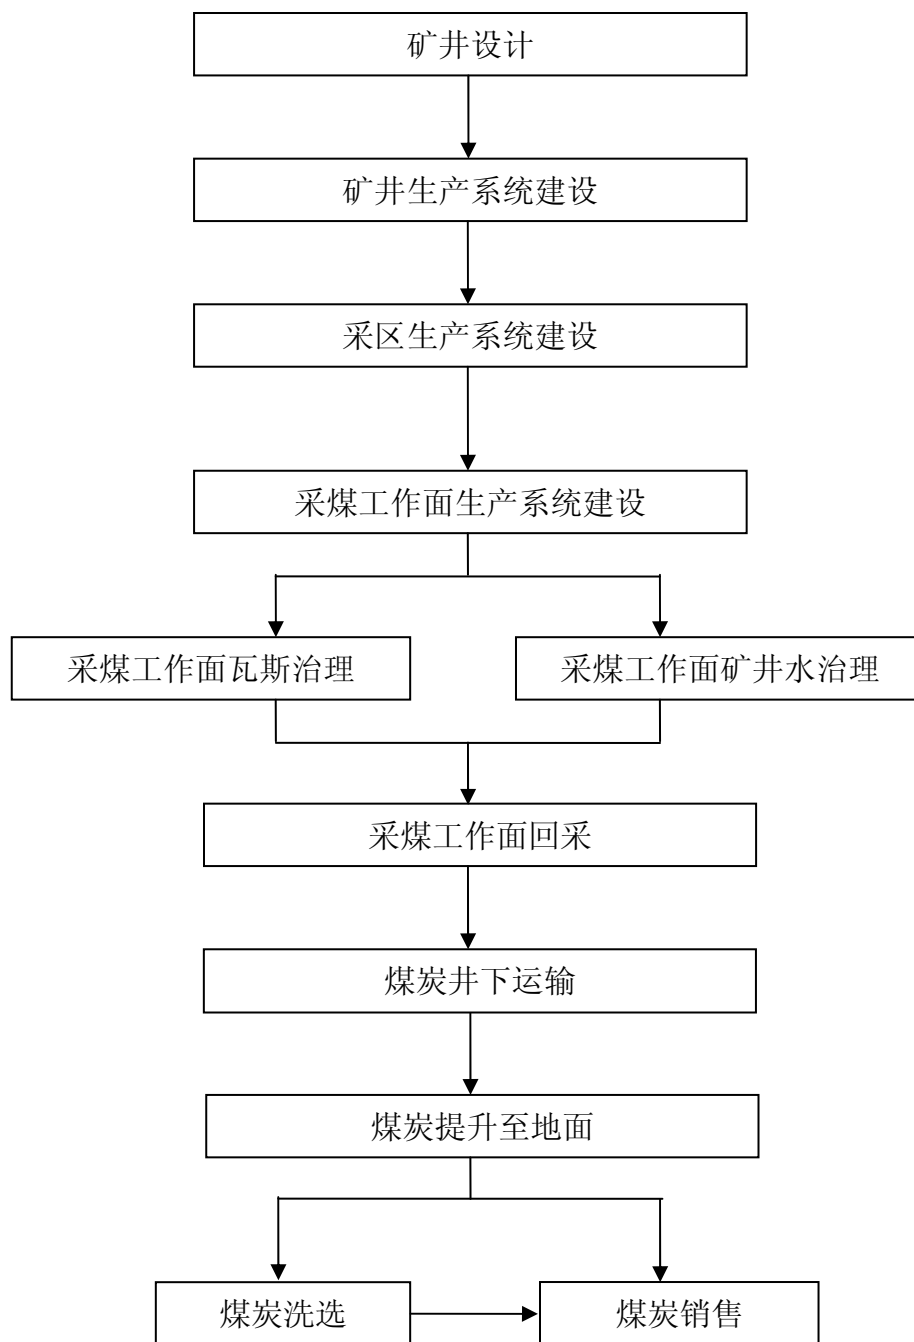 矿井设计
矿井生产系统建设
采区生产系统建设
采煤工作面生产系统建设
采煤工作面瓦斯治理
采煤工作面矿井水治理
采煤工作面回采
煤炭井下运输
煤炭提升至地面
煤炭洗选
煤炭销售